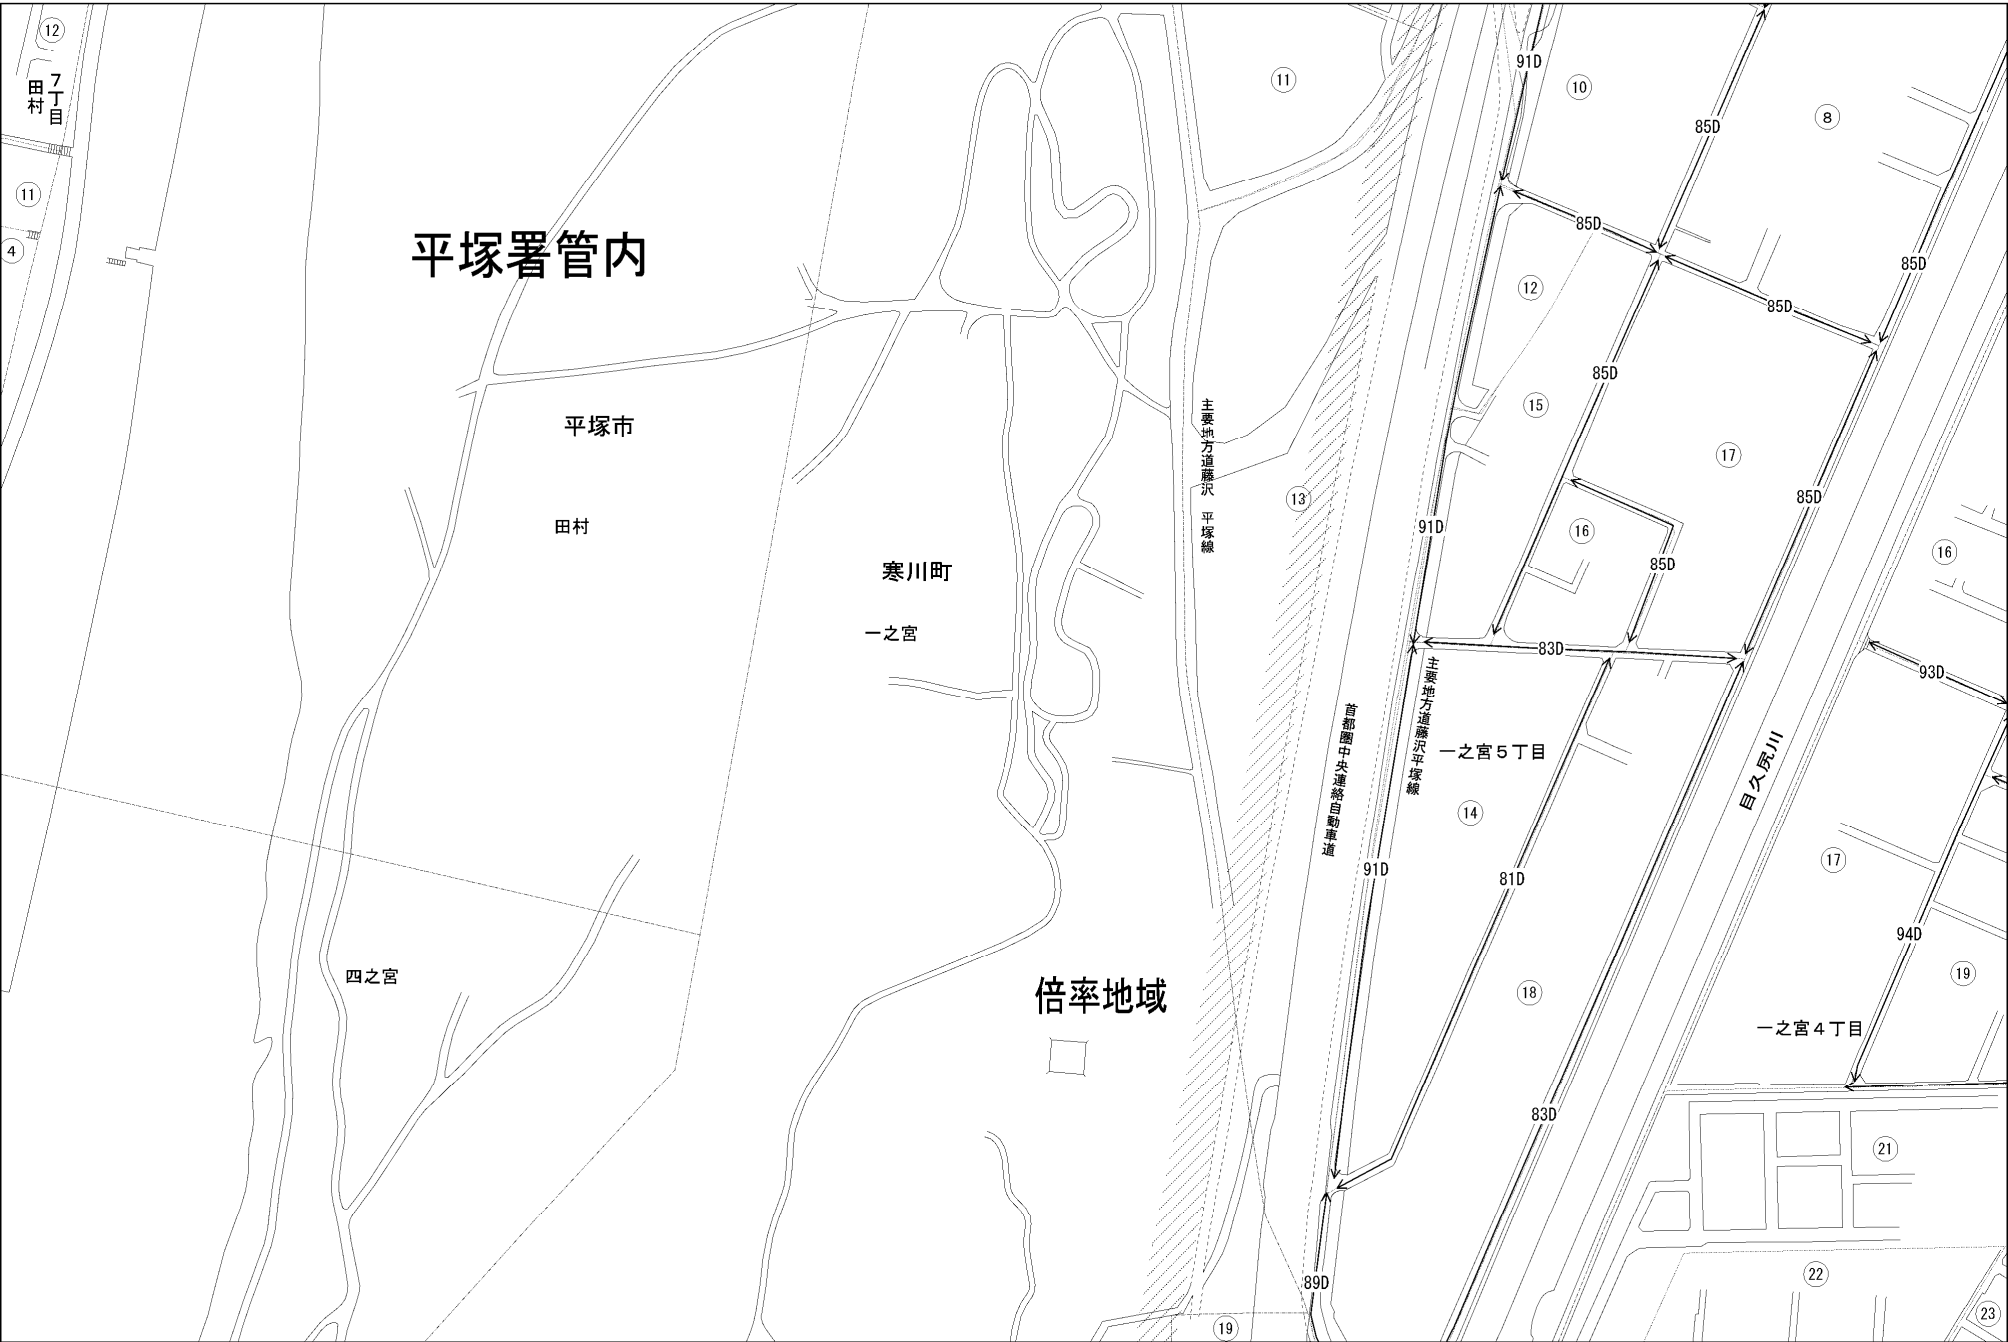 12
7丁目
田村
11
4
平塚署管内
平塚市
田村
四之宮
寒川町
一之宮
倍率地域
主要地方道藤沢 平塚線
11
13
首都圏中央連絡自動車道
主要地方道藤沢平塚線
91D
10
85D
8
85D
12
85D
85D
85D
15
17
85D
91D
16
85D
16
83D
93D
一之宮5丁目
目久尻川
14
17
91D
81D
94D
18
19
一之宮4丁目
83D
21
89D
22
19
23